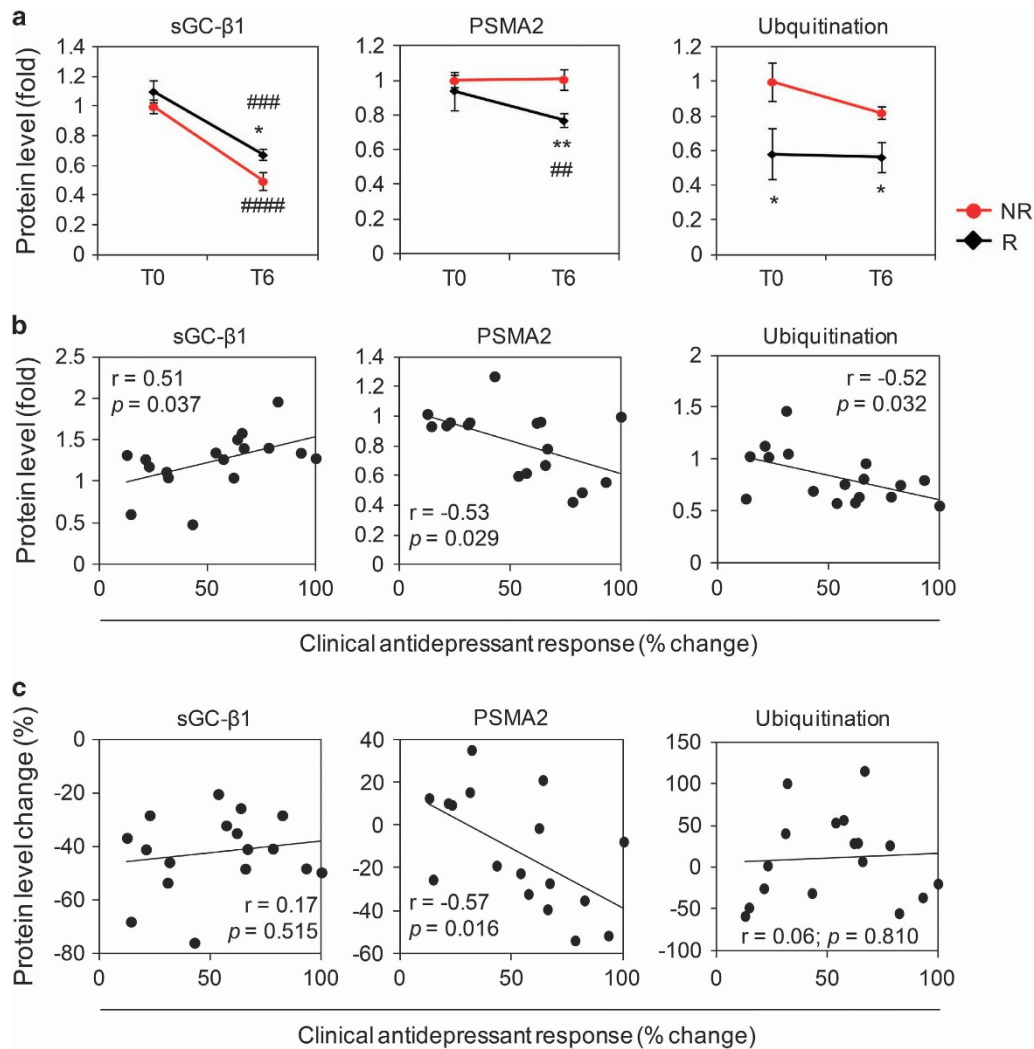 a
sGC-β1
PSMA2
Ubquitination
Protein level (fold)
1.4
1.2
1
0.8
0.6
0.4
0.2
0
###
*
####
T0
T6
1.2
1
0.8
0.6
0.4
0.2
0
**
##
T0
T6
1.2
1
0.8
0.6
0.4
0.2
0
*
*
T0
T6
NR
R
b
sGC-β1
PSMA2
Ubiquitination
Protein level (fold)
2.5
2
1.5
1
0.5
0
r = 0.51
p = 0.037
0
50
100
1.4
1.2
1
0.8
0.6
0.4
0.2
0
r = -0.53
p = 0.029
0
50
100
2
1.5
1
0.5
0
r = -0.52
p = 0.032
0
50
100
Clinical antidepressant response (% change)
c
sGC-β1
PSMA2
Ubiquitination
Protein level change (%)
0
-20
-40
-60
-80
r = 0.17
p = 0.515
0
50
100
40
20
0
-20
-40
-60
r = -0.57
p = 0.016
0
50
100
150
100
50
0
-50
-100
r = 0.06; p = 0.810
0
50
100
Clinical antidepressant response (% change)